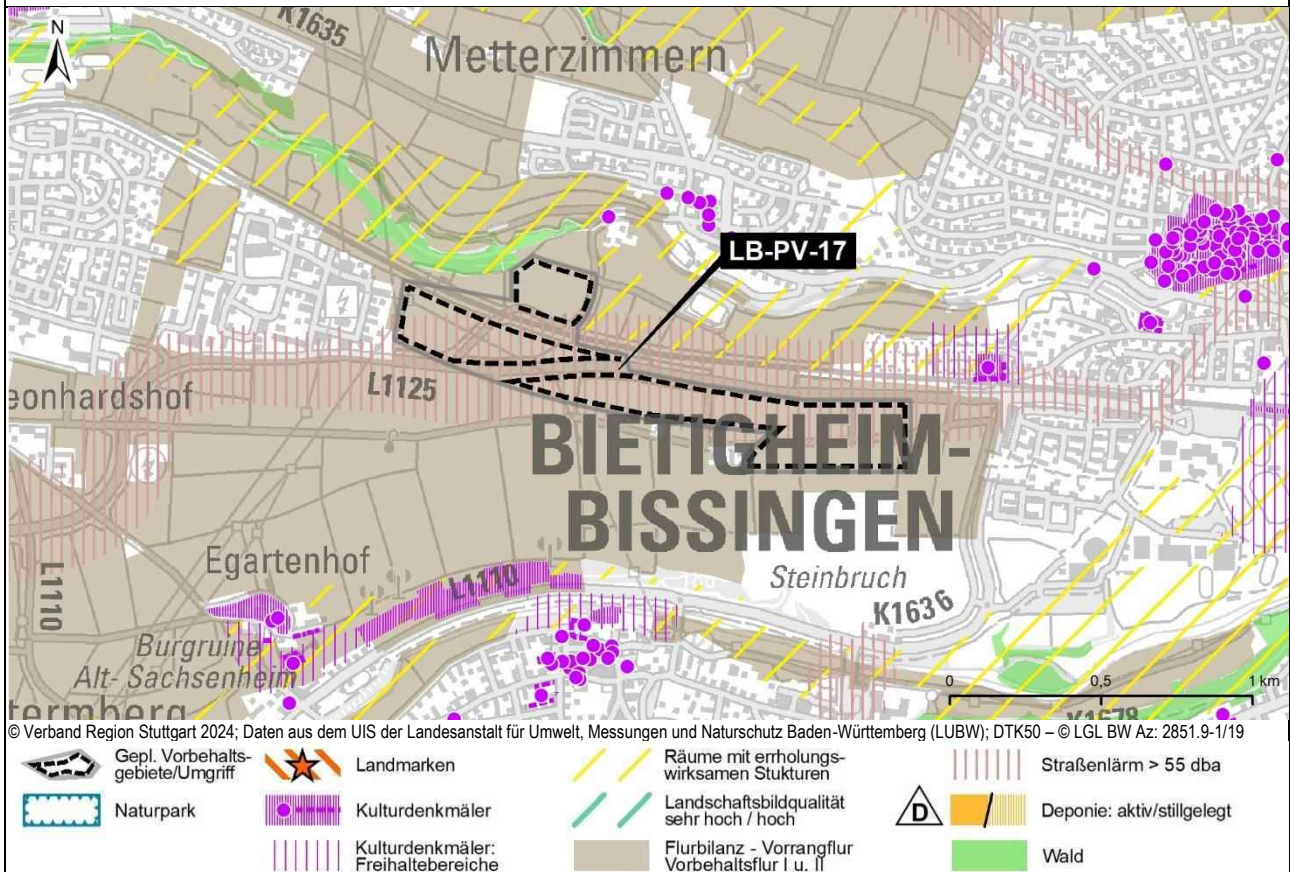 N
K1635
Metterzimmern
LB-PV-17
L1125
eonhardshof
BIETIGHEIM-
BISSINGEN
Egartenhof
L1110
L1110
Steinbruch
K1636
Burgruine
Alt- Sachsenheim
termberg
K1678
0
0,5
1 km
© Verband Region Stuttgart 2024; Daten aus dem UIS der Landesanstalt für Umwelt, Messungen und Naturschutz Baden-Württemberg (LUBW); DTK50 – © LGL BW Az: 2851.9-1/19
Gepl. Vorbehalts-
gebiete/Umgriff
Landmarken
Räume mit errholungs-
wirksamen Stukturen
Straßenlärm > 55 dba
Naturpark
Kulturdenkmäler
Landschaftsbildqualität
sehr hoch / hoch
D
Deponie: aktiv/stillgelegt
Kulturdenkmäler:
Freihaltebereiche
Flurbilanz - Vorrangflur
Vorbehaltsflur I u. II
Wald